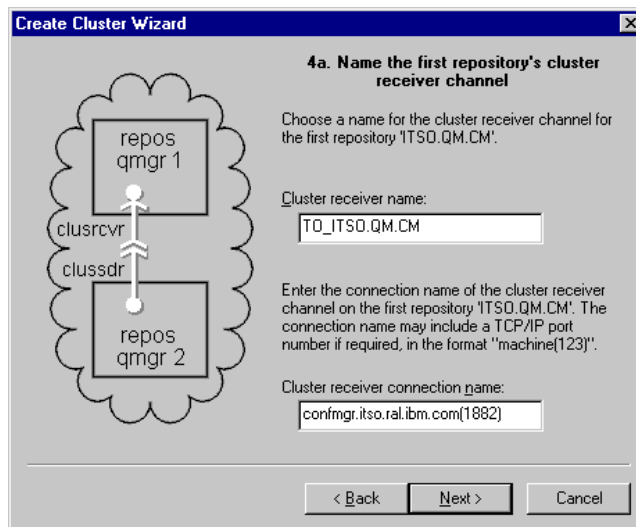 Create Cluster Wizard
4a. Name the first repository's cluster
receiver channel
Choose a name for the cluster receiver channel for
the first repository 'ITSO.QM.CM'.
Cluster receiver name:
TO_ITSO.QM.CM
Enter the connection name of the cluster receiver
channel on the first repository 'ITSO.QM.CM'. The
connection name may include a TCP/IP port
number if required, in the format "machine(123)".
Cluster receiver connection name:
confmgr.itso.ral.ibm.com(1882)
repos
qmgr 1
clusrcvr
clussdr
repos
qmgr 2
< Back
Next >
Cancel